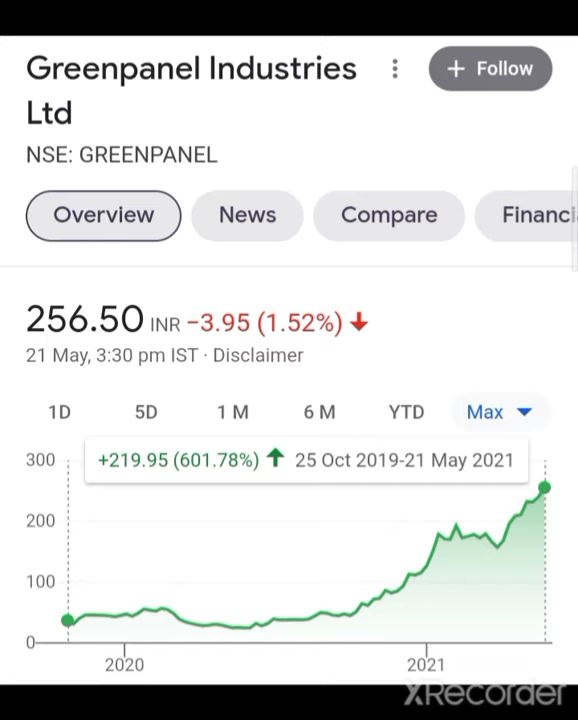 Greenpanel Industries
Ltd
+ Follow
NSE: GREENPANEL
Overview
News
Compare
Financi
256.50 INR −3.95 (1.52%)
21 May, 3:30 pm IST · Disclaimer
1D
5D
1 M
6 M
YTD
Max
+219.95 (601.78%) 25 Oct 2019-21 May 2021
300
200
100
0
2020
2021
XRecorder